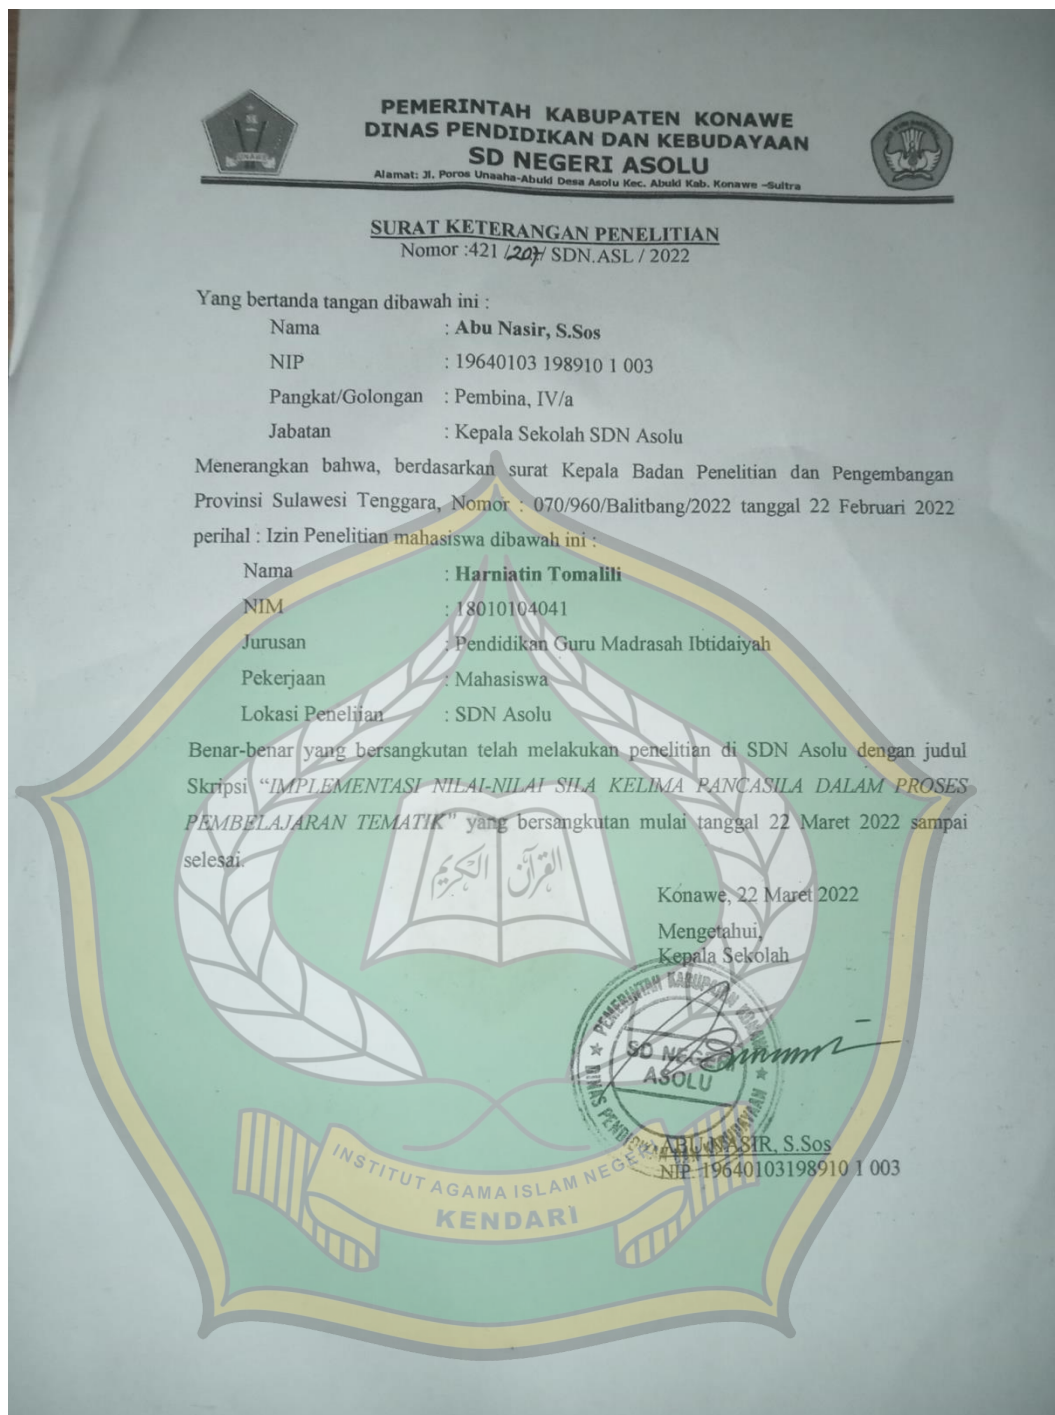 PEMERINTAH KABUPATEN KONAWE
DINAS PENDIDIKAN DAN KEBUDAYAAN
SD NEGERI ASOLU
Alamat: Jl. Poros Unaaha-Abuki Desa Asolu Kec. Abuki Kab. Konawe -Sultra
SURAT KETERANGAN PENELITIAN
Nomor :421 /207/ SDN.ASL / 2022
Yang bertanda tangan dibawah ini :
Nama : Abu Nasir, S.Sos
NIP : 19640103 198910 1 003
Pangkat/Golongan : Pembina, IV/a
Jabatan : Kepala Sekolah SDN Asolu
Menerangkan bahwa, berdasarkan surat Kepala Badan Penelitian dan Pengembangan
Provinsi Sulawesi Tenggara, Nomor : 070/960/Balitbang/2022 tanggal 22 Februari 2022
perihal : Izin Penelitian mahasiswa dibawah ini :
Nama : Harniatin Tomalili
NIM : 18010104041
Jurusan : Pendidikan Guru Madrasah Ibtidaiyah
Pekerjaan : Mahasiswa
Lokasi Peneliian : SDN Asolu
Benar-benar yang bersangkutan telah melakukan penelitian di SDN Asolu dengan judul
Skripsi "IMPLEMENTASI NILAI-NILAI SILA KELIMA PANCASILA DALAM PROSES
PEMBELAJARAN TEMATIK" yang bersangkutan mulai tanggal 22 Maret 2022 sampai
selesai.
القرآن الكريم
Konawe, 22 Maret 2022
Mengetahui,
Kepala Sekolah
PEMERINTAH KABUPATEN KONAWE
SD NEGERI
ASOLU
DINAS PENDIDIKAN DAN KEBUDAYAAN
ABU NASIR, S.Sos
NIP. 19640103198910 1 003
INSTITUT AGAMA ISLAM NEGERI
KENDARI